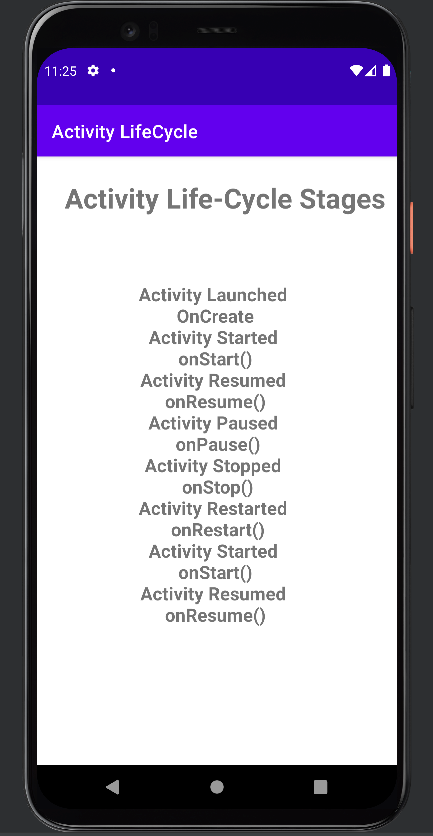 11:25
Activity LifeCycle
Activity Life-Cycle Stages
Activity Launched
OnCreate
Activity Started
onStart()
Activity Resumed
onResume()
Activity Paused
onPause()
Activity Stopped
onStop()
Activity Restarted
onRestart()
Activity Started
onStart()
Activity Resumed
onResume()